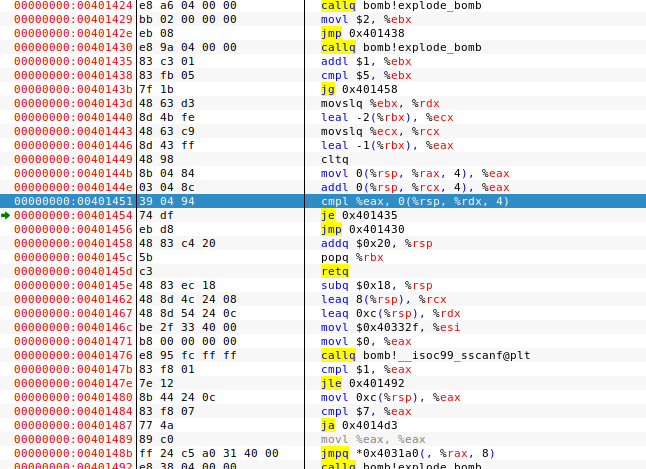 00000000:00401424 e8 a6 04 00 00 callq bomb!explode_bomb
00000000:00401429 bb 02 00 00 00 movl $2, %ebx
00000000:0040142e eb 08 jmp 0x401438
00000000:00401430 e8 9a 04 00 00 callq bomb!explode_bomb
00000000:00401435 83 c3 01 addl $1, %ebx
00000000:00401438 83 fb 05 cmpl $5, %ebx
00000000:0040143b 7f 1b jg 0x401458
00000000:0040143d 48 63 d3 movslq %ebx, %rdx
00000000:00401440 8d 4b fe leal -2(%rbx), %ecx
00000000:00401443 48 63 c9 movslq %ecx, %rcx
00000000:00401446 8d 43 ff leal -1(%rbx), %eax
00000000:00401449 48 98 cltq
00000000:0040144b 8b 04 84 movl 0(%rsp, %rax, 4), %eax
00000000:0040144e 03 04 8c addl 0(%rsp, %rcx, 4), %eax
00000000:00401451 39 04 94 cmpl %eax, 0(%rsp, %rdx, 4)
00000000:00401454 74 df je 0x401435
00000000:00401456 eb d8 jmp 0x401430
00000000:00401458 48 83 c4 20 addq $0x20, %rsp
00000000:0040145c 5b popq %rbx
00000000:0040145d c3 retq
00000000:0040145e 48 83 ec 18 subq $0x18, %rsp
00000000:00401462 48 8d 4c 24 08 leaq 8(%rsp), %rcx
00000000:00401467 48 8d 54 24 0c leaq 0xc(%rsp), %rdx
00000000:0040146c be 2f 33 40 00 movl $0x40332f, %esi
00000000:00401471 b8 00 00 00 00 movl $0, %eax
00000000:00401476 e8 95 fc ff ff callq bomb!__isoc99_sscanf@plt
00000000:0040147b 83 f8 01 cmpl $1, %eax
00000000:0040147e 7e 12 jle 0x401492
00000000:00401480 8b 44 24 0c movl 0xc(%rsp), %eax
00000000:00401484 83 f8 07 cmpl $7, %eax
00000000:00401487 77 4a ja 0x4014d3
00000000:00401489 89 c0 movl %eax, %eax
00000000:0040148b ff 24 c5 a0 31 40 00 jmpq *0x4031a0(, %rax, 8)
00000000:00401492 e8 38 04 00 00 callq bomb!explode_bomb